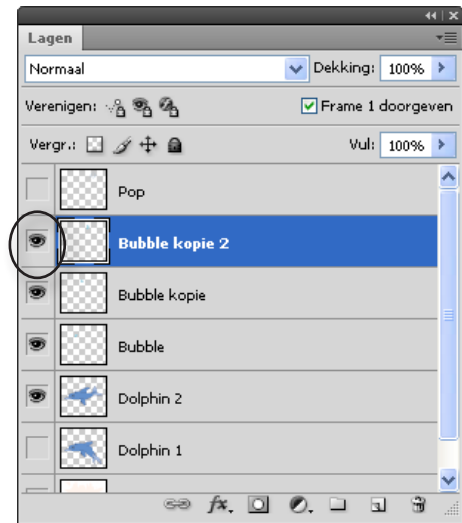 Lagen
Normaal Dekking: 100%
Verenigen: Frame 1 doorgeven
Vergr.: Vul: 100%
Pop
Bubble kopie 2
Bubble kopie
Bubble
Dolphin 2
Dolphin 1
fx.